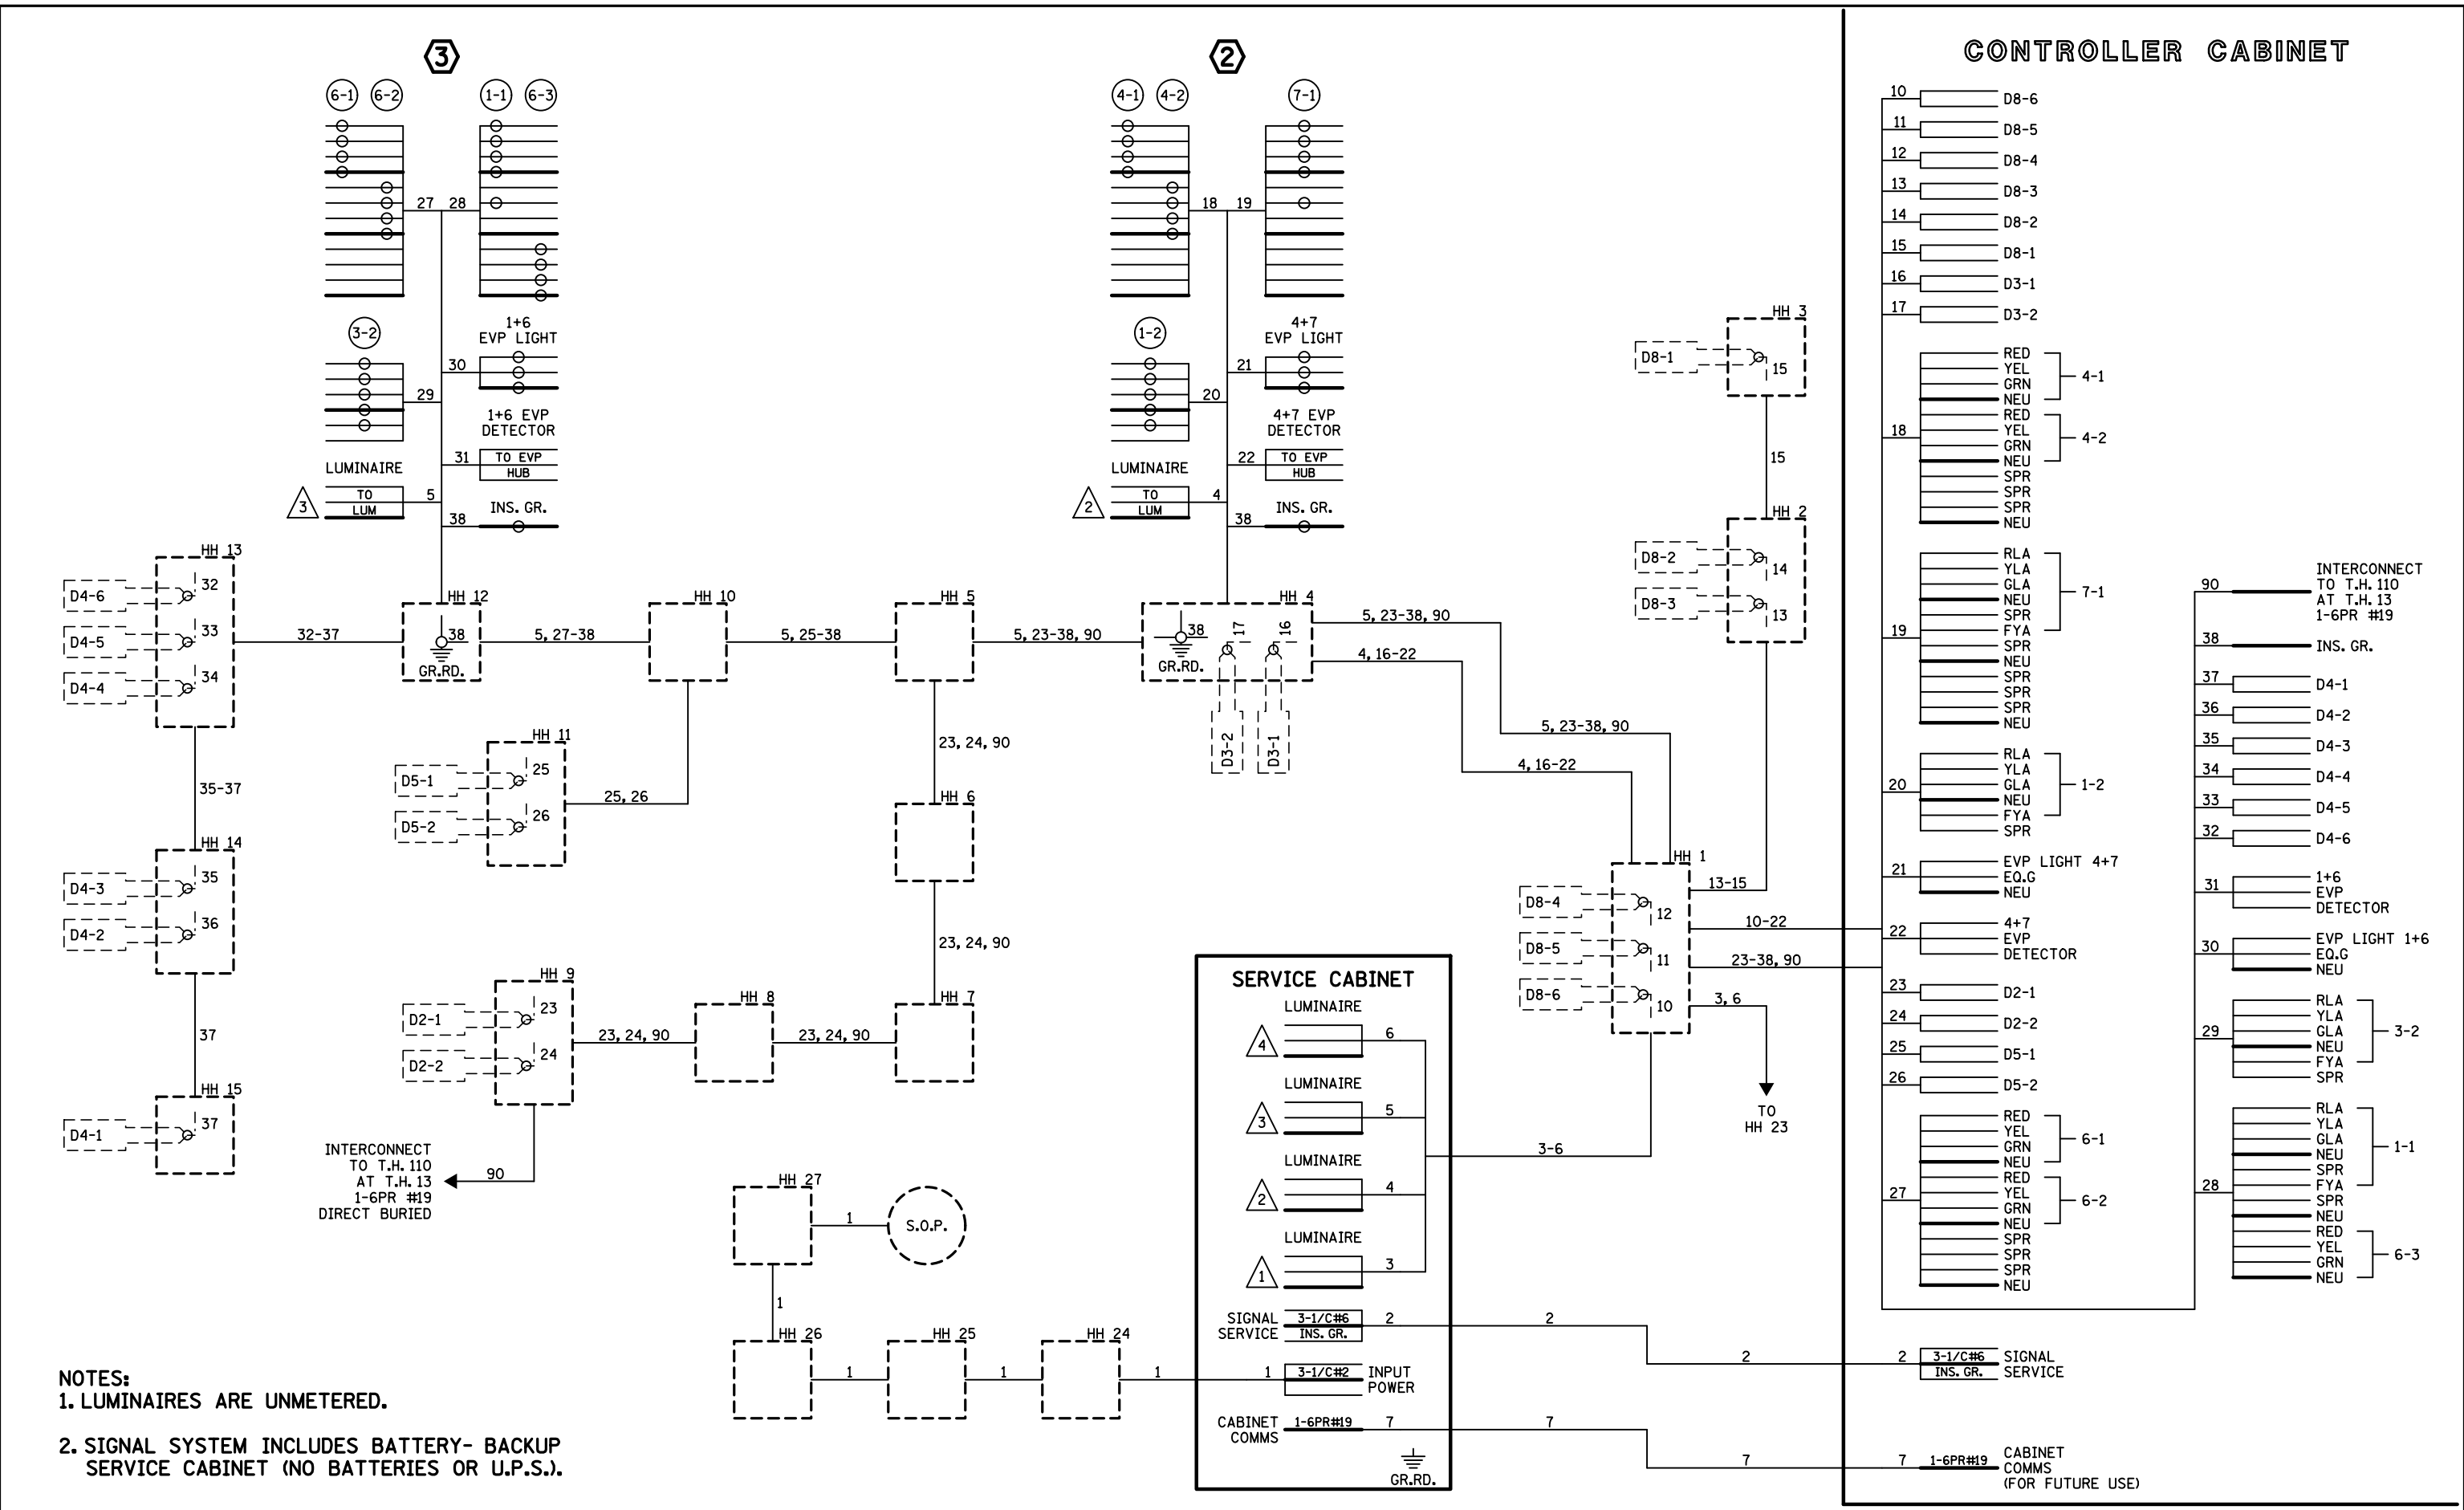 3
6-1 6-2 1-1 6-3
27 28
3-2
1+6
EVP LIGHT
30
29
1+6 EVP
DETECTOR
31 TO EVP
HUB
LUMINAIRE
3 TO
LUM 5
INS. GR.
38
2
4-1 4-2 7-1
18 19
1-2
4+7
EVP LIGHT
21
20
4+7 EVP
DETECTOR
22 TO EVP
HUB
LUMINAIRE
2 TO
LUM 4
INS. GR.
38
HH 13
D4-6 32
D4-5 33
D4-4 34
32-37
HH 12
38
GR.RD.
5, 27-38
HH 10
5, 25-38
HH 5
5, 23-38, 90
HH 4
38
GR.RD.
17 16
D3-2 D3-1
5, 23-38, 90
4, 16-22
5, 23-38, 90
4, 16-22
HH 3
D8-1 15
15
HH 2
D8-2 14
D8-3 13
35-37
HH 11
D5-1 25
D5-2 26
25, 26
23, 24, 90
HH 6
23, 24, 90
HH 14
D4-3 35
D4-2 36
37
HH 15
D4-1 37
HH 9
D2-1 23
D2-2 24
23, 24, 90
HH 8
23, 24, 90
HH 7
INTERCONNECT
TO T.H. 110
AT T.H. 13
1-6PR #19
DIRECT BURIED
90
HH 1
D8-4 12
D8-5 11
D8-6 10
13-15
10-22
23-38, 90
3, 6
TO
HH 23
HH 27
1
S.O.P.
1
HH 26
1
HH 25
1
HH 24
1
SERVICE CABINET
LUMINAIRE
4 6
LUMINAIRE
3 5
LUMINAIRE
2 4
LUMINAIRE
1 3
3-6
SIGNAL
SERVICE
3-1/C#6
INS. GR.
2 2 2
1 3-1/C#2 INPUT
POWER
CABINET
COMMS
1-6PR#19 7 7 7
GR.RD.
NOTES:
1. LUMINAIRES ARE UNMETERED.
2. SIGNAL SYSTEM INCLUDES BATTERY- BACKUP
SERVICE CABINET (NO BATTERIES OR U.P.S.).
CONTROLLER CABINET
10 D8-6
11 D8-5
12 D8-4
13 D8-3
14 D8-2
15 D8-1
16 D3-1
17 D3-2
18
RED
YEL
GRN
NEU
4-1
RED
YEL
GRN
NEU
4-2
SPR
SPR
SPR
NEU
19
RLA
YLA
GLA
NEU
SPR
FYA
7-1
SPR
NEU
SPR
SPR
SPR
NEU
20
RLA
YLA
GLA
NEU
FYA
1-2
SPR
21
EVP LIGHT 4+7
EQ.G
NEU
22
4+7
EVP
DETECTOR
23 D2-1
24 D2-2
25 D5-1
26 D5-2
27
RED
YEL
GRN
NEU
6-1
RED
YEL
GRN
NEU
6-2
SPR
SPR
SPR
NEU
90
INTERCONNECT
TO T.H. 110
AT T.H. 13
1-6PR #19
38 INS. GR.
37 D4-1
36 D4-2
35 D4-3
34 D4-4
33 D4-5
32 D4-6
31
1+6
EVP
DETECTOR
30
EVP LIGHT 1+6
EQ.G
NEU
29
RLA
YLA
GLA
NEU
FYA
3-2
SPR
28
RLA
YLA
GLA
NEU
SPR
FYA
1-1
SPR
NEU
RED
YEL
GRN
NEU
6-3
2 3-1/C#6
INS. GR.
SIGNAL
SERVICE
7 1-6PR#19
CABINET
COMMS
(FOR FUTURE USE)